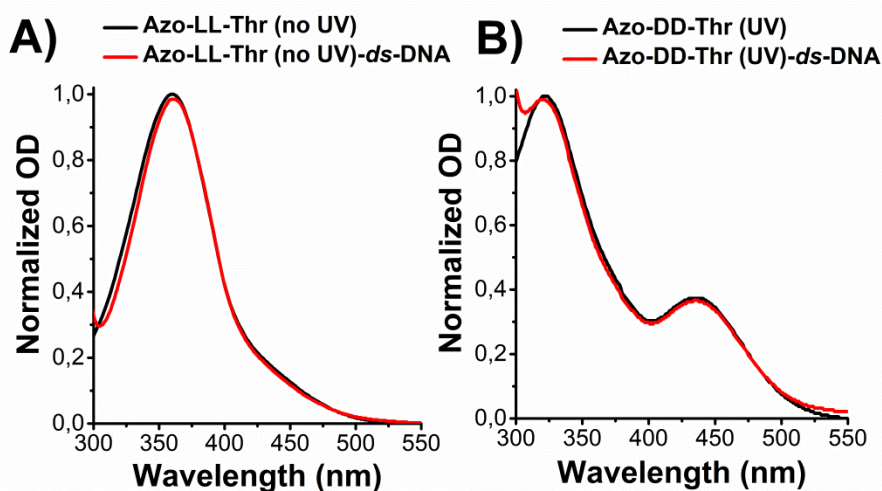 A)
Azo-LL-Thr (no UV)
Azo-LL-Thr (no UV)-ds-DNA
1,0
0,8
0,6
0,4
0,2
0,0
Normalized OD
300 350 400 450 500 550
Wavelength (nm)
B)
Azo-DD-Thr (UV)
Azo-DD-Thr (UV)-ds-DNA
1,0
0,8
0,6
0,4
0,2
0,0
Normalized OD
300 350 400 450 500 550
Wavelength (nm)